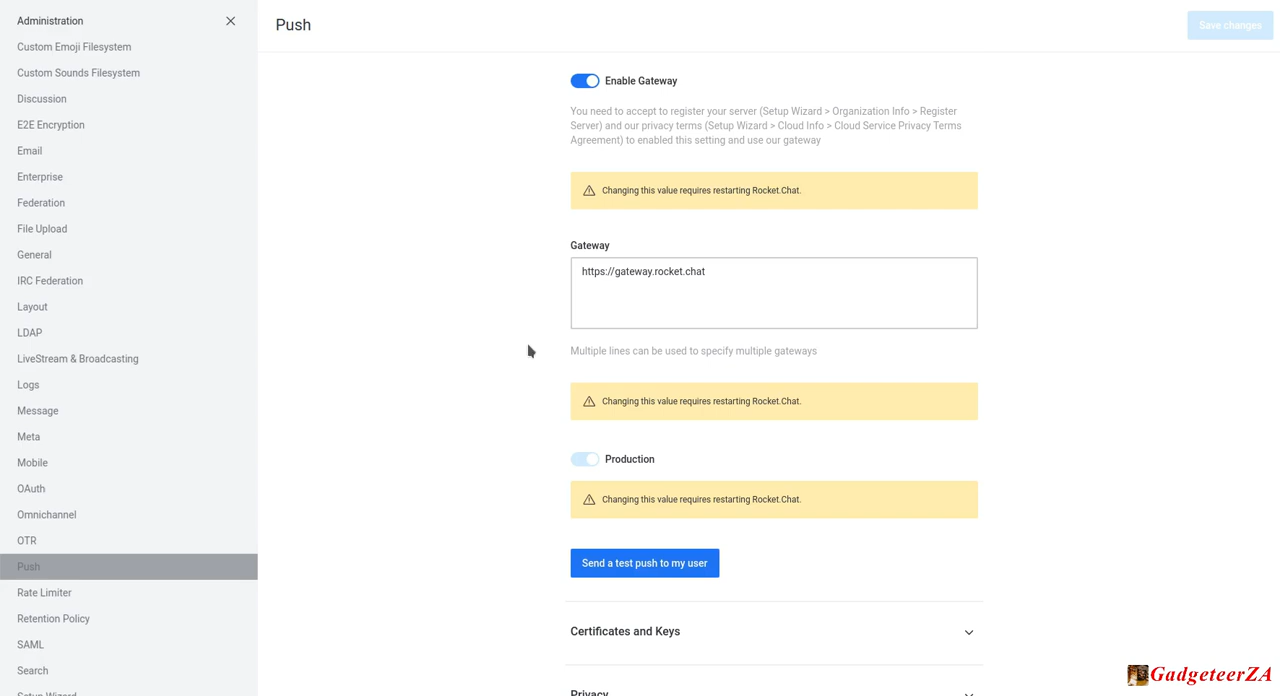 Administration
Custom Emoji Filesystem
Custom Sounds Filesystem
Discussion
E2E Encryption
Email
Enterprise
Federation
File Upload
General
IRC Federation
Layout
LDAP
LiveStream & Broadcasting
Logs
Message
Meta
Mobile
OAuth
Omnichannel
OTR
Push
Rate Limiter
Retention Policy
SAML
Search
Setup Wizard
Push
Save changes
Enable Gateway
You need to accept to register your server (Setup Wizard > Organization Info > Register
Server) and our privacy terms (Setup Wizard > Cloud Info > Cloud Service Privacy Terms
Agreement) to enabled this setting and use our gateway
Changing this value requires restarting Rocket.Chat.
Gateway
https://gateway.rocket.chat
Multiple lines can be used to specify multiple gateways
Changing this value requires restarting Rocket.Chat.
Production
Changing this value requires restarting Rocket.Chat.
Send a test push to my user
Certificates and Keys
Privacy
GadgeteerZA